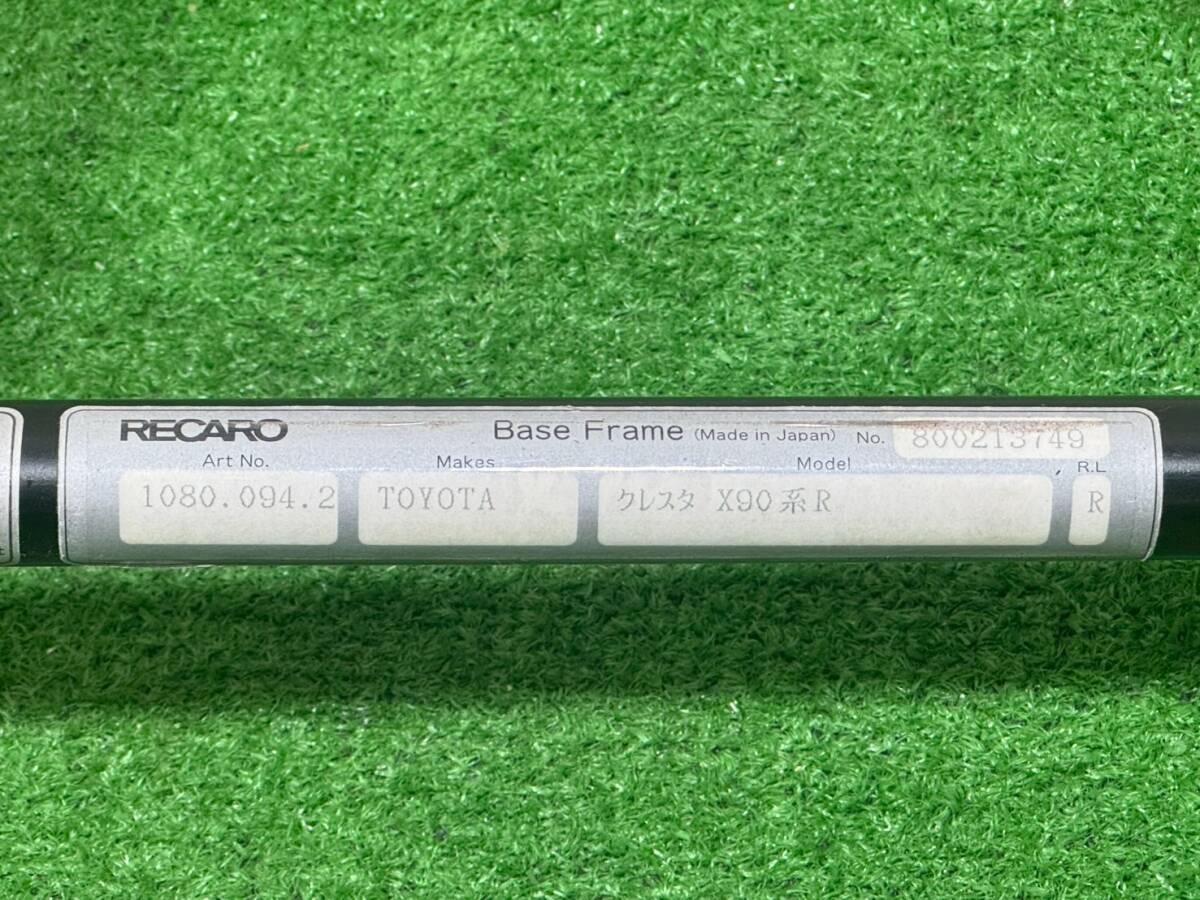 RECARO Base Frame (Made in Japan) No. 800213749
Art No. Makes Model R.L
1080.094.2 TOYOTA クレスタ X90系R R